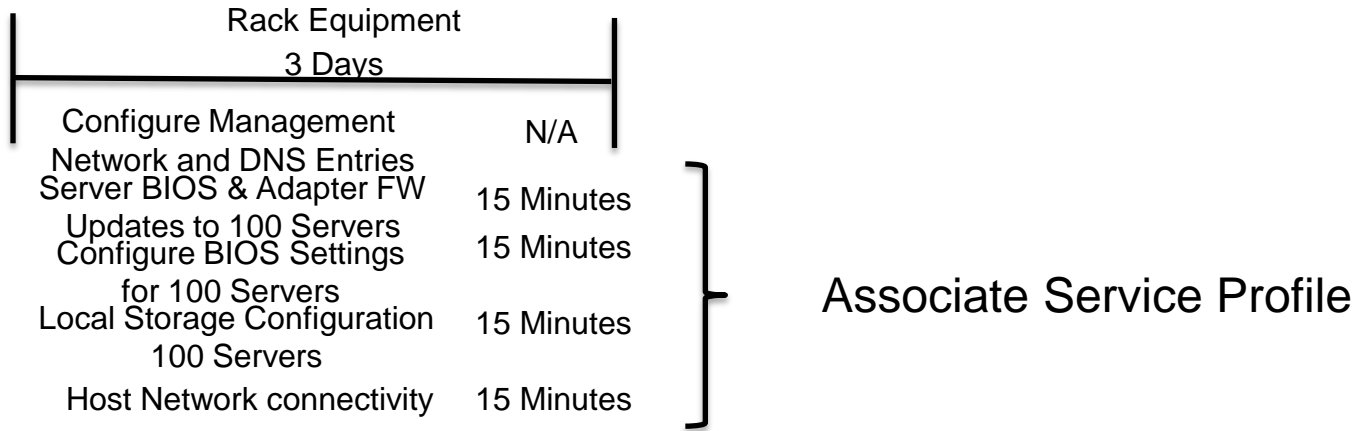 Rack Equipment
3 Days
Configure Management
Network and DNS Entries
N/A
Server BIOS & Adapter FW
Updates to 100 Servers
15 Minutes
Configure BIOS Settings
for 100 Servers
15 Minutes
Local Storage Configuration
100 Servers
15 Minutes
Host Network connectivity
15 Minutes
Associate Service Profile